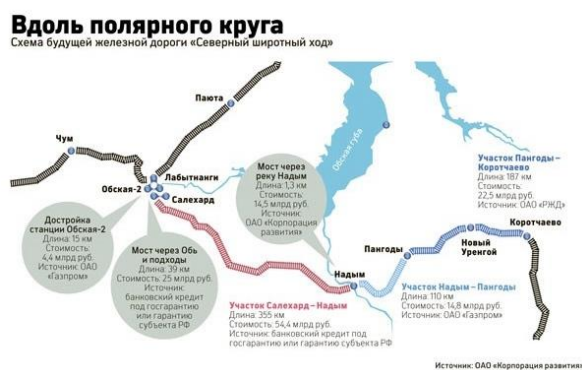 Вдоль полярного круга
Схема будущей железной дороги «Северный широтный ход»
Паюта
Чум
Обская губа
Лабытнанги
Обская-2
Салехард
Мост через
реку Надым
Длина: 1,3 км
Стоимость:
14,5 млрд руб.
Источник:
ОАО «Корпорация
развития»
Участок Пангоды –
Коротчаево
Длина: 187 км
Стоимость:
22,5 млрд руб.
Источник: ОАО «РЖД»
Достройка
станции Обская-2
Длина: 15 км
Стоимость:
4,4 млрд руб.
Источник: ОАО
«Газпром»
Мост через Обь
и подходы
Длина: 39 км
Стоимость: 25 млрд руб.
Источник:
банковский кредит
под госгарантию
или гарантию
субъекта РФ
Коротчаево
Новый
Уренгой
Пангоды
Надым
Участок Салехард – Надым
Длина: 355 км
Стоимость: 54,4 млрд руб.
Источник: банковский кредит под
госгарантию или гарантию субъекта РФ
Участок Надым – Пангоды
Длина: 110 км
Стоимость: 14,8 млрд руб.
Источник: ОАО «Газпром»
Источник: ОАО «Корпорация развития»